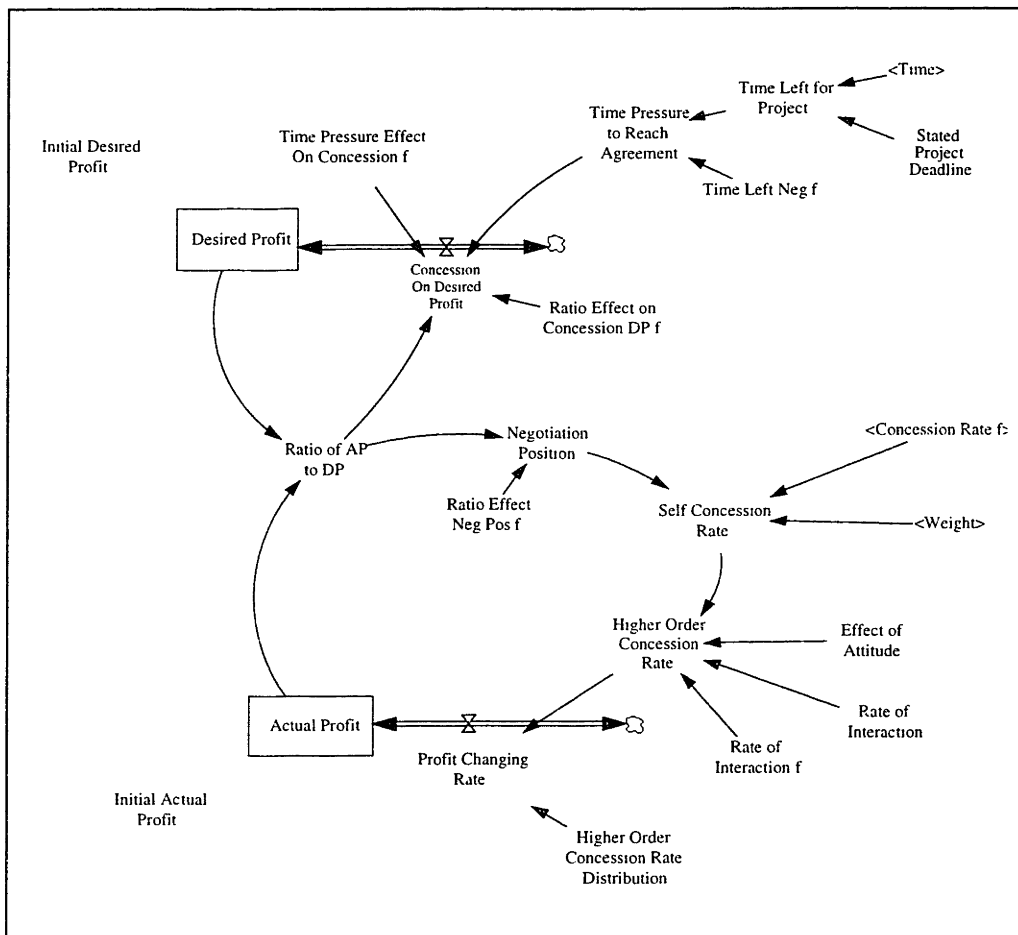 <Time>
Time Left for
Project
Time Pressure
to Reach
Agreement
Stated
Project
Deadline
Time Left Neg f
Time Pressure Effect
On Concession f
Initial Desired
Profit
Desired Profit
Concession
On Desired
Profit
Ratio Effect on
Concession DP f
Ratio of AP
to DP
Negotiation
Position
Ratio Effect
Neg Pos f
<Concession Rate f>
Self Concession
Rate
<Weight>
Higher Order
Concession
Rate
Effect of
Attitude
Rate of
Interaction
Rate of
Interaction f
Actual Profit
Profit Changing
Rate
Initial Actual
Profit
Higher Order
Concession Rate
Distribution